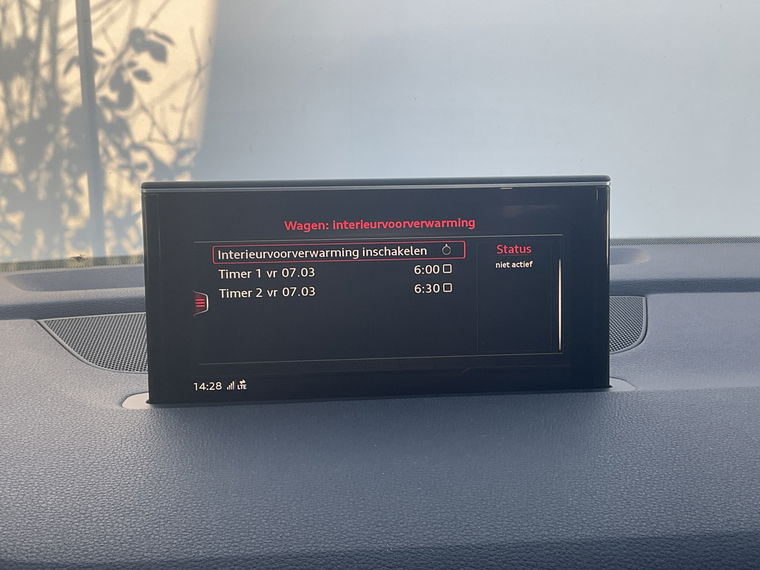 Wagen: interieurvoorverwarming
Interieurvoorverwarming inschakelen
Status
niet actief
Timer 1 vr 07.03 6:00
Timer 2 vr 07.03 6:30
14:28 LTE